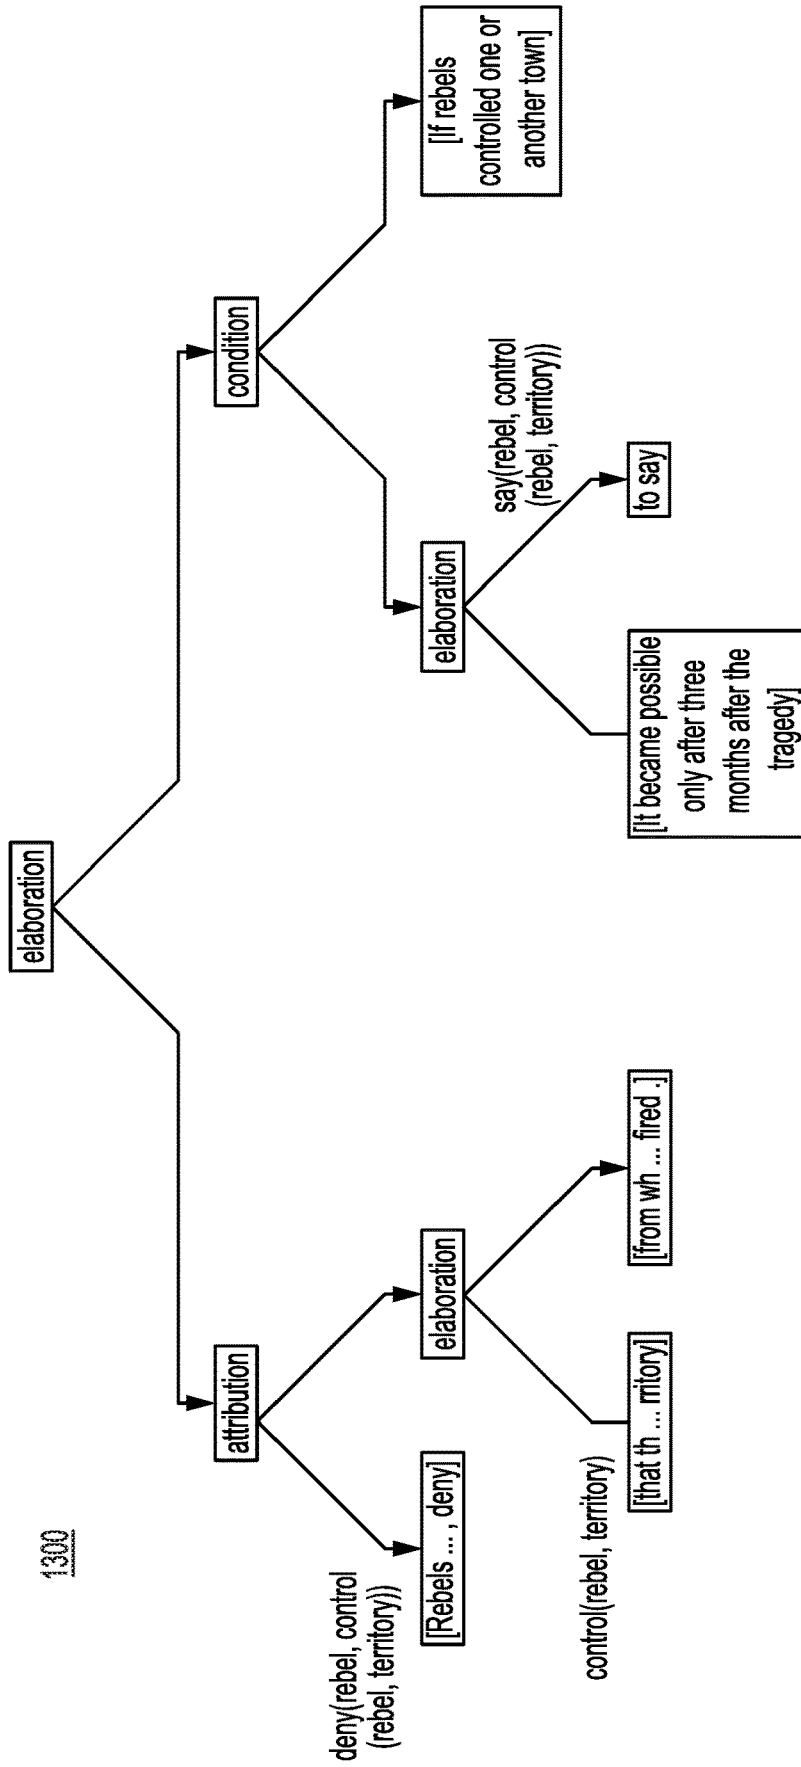 1300
elaboration
attribution
condition
deny(rebel, control
(rebel, territory))
[Rebels ... , deny]
elaboration
elaboration
say(rebel, control
(rebel, territory))
[If rebels
controlled one or
another town]
control(rebel, territory)
[that th ... rritory]
[from wh ... fired .]
[It became possible
only after three
months after the
tragedy]
to say